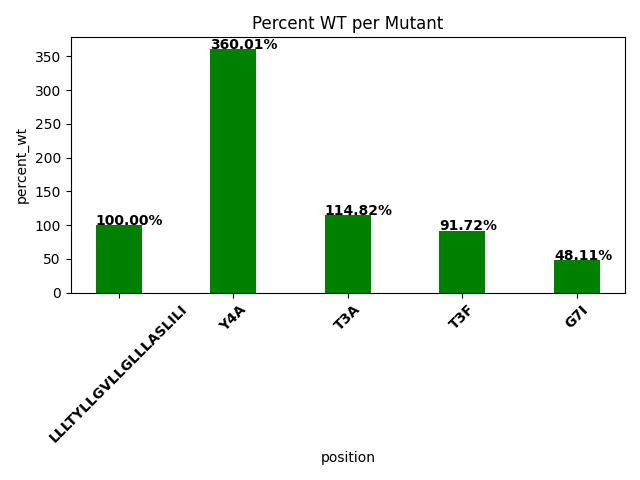 Percent WT per Mutant
percent_wt
350
300
250
200
150
100
50
0
100.00%
360.01%
114.82%
91.72%
48.11%
LLLTYLLGVLLGLLLASLILI
Y4A
T3A
T3F
G7I
position